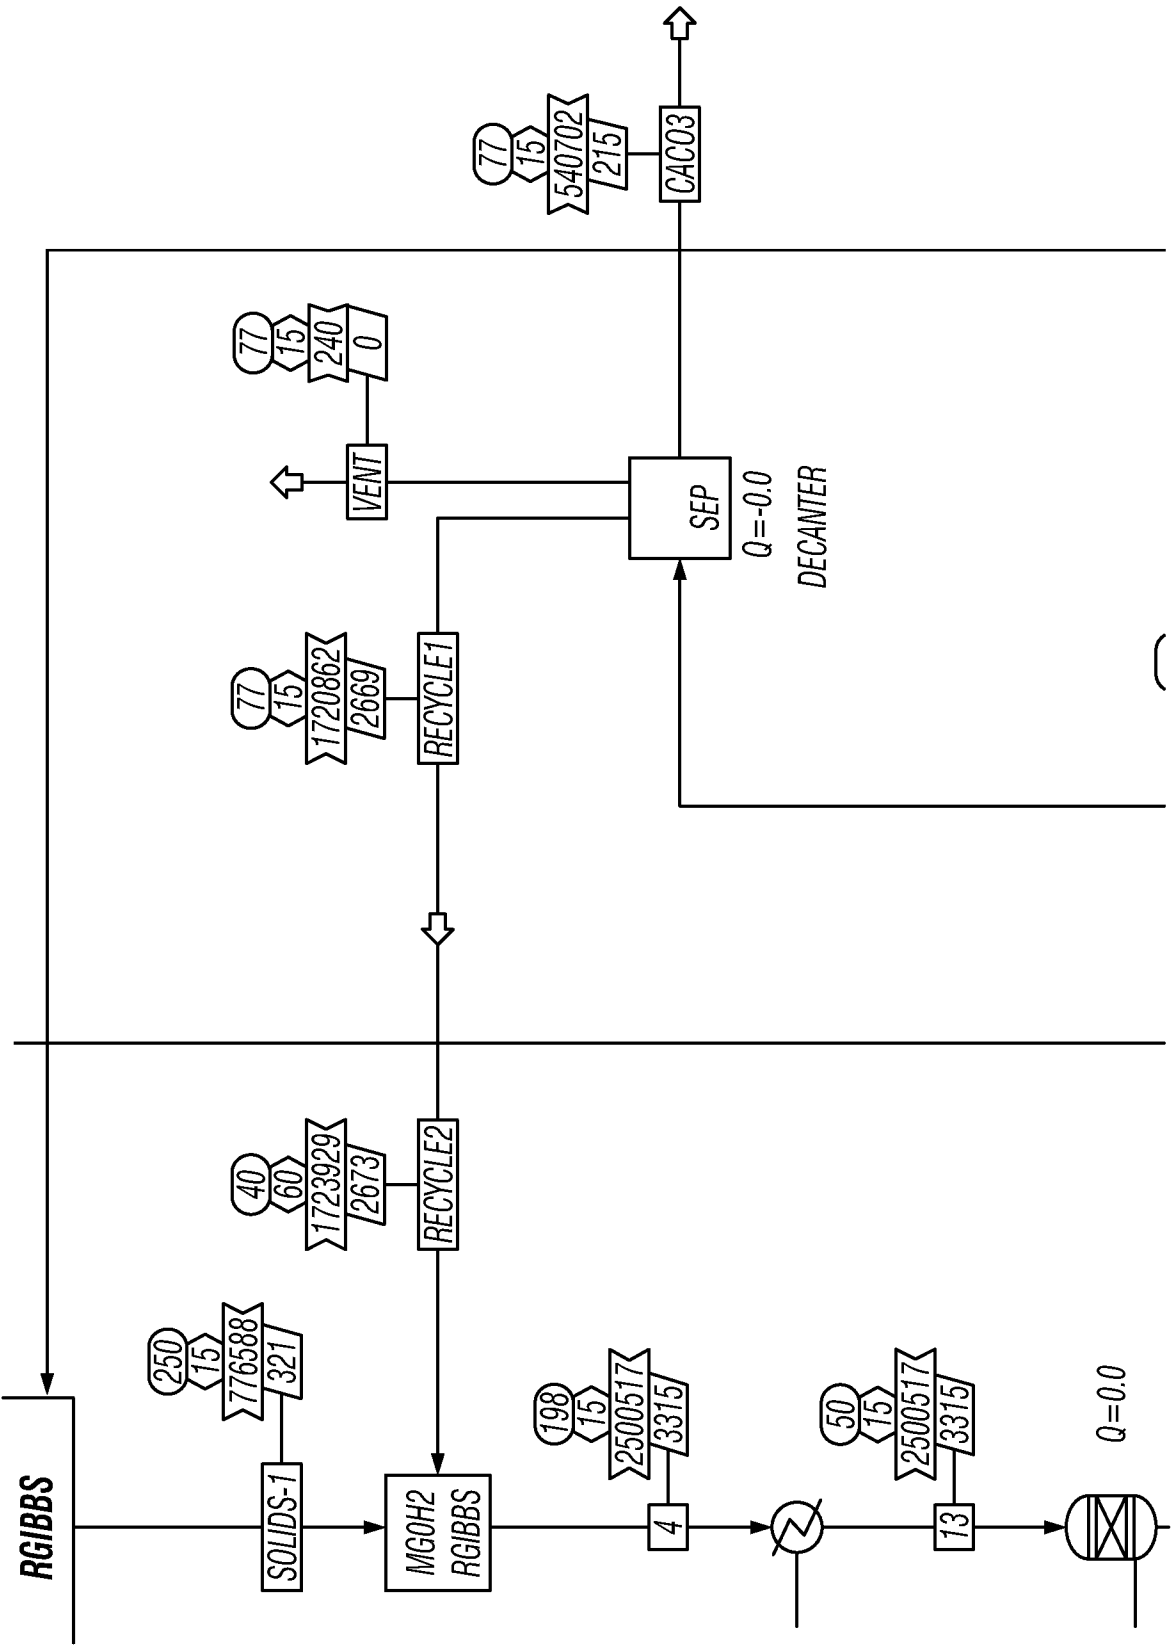 RGIBBS
250
15
776588
321
SOLIDS-1
MGOH2
RGIBBS
40
60
1723929
2673
RECYCLE2
77
15
1720862
2669
RECYCLE1
77
15
240
0
VENT
77
15
540702
215
CACO3
SEP
Q=-0.0
DECANTER
198
15
2500517
3315
4
50
15
2500517
3315
13
Q=0.0